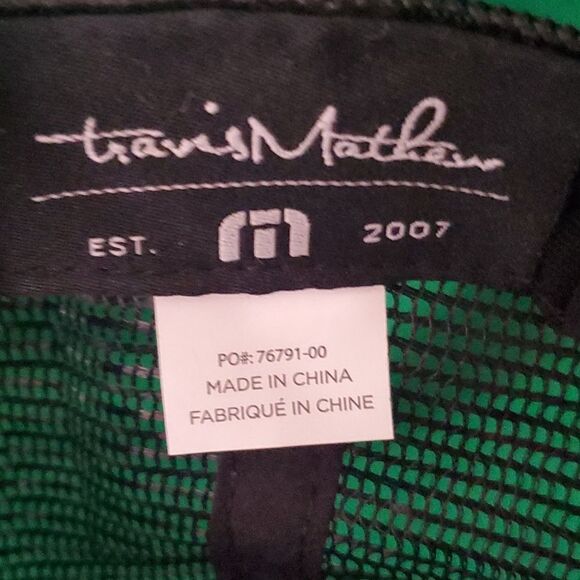 travisMathew
EST. m 2007
PO#: 76791-00
MADE IN CHINA
FABRIQUÉ IN CHINE